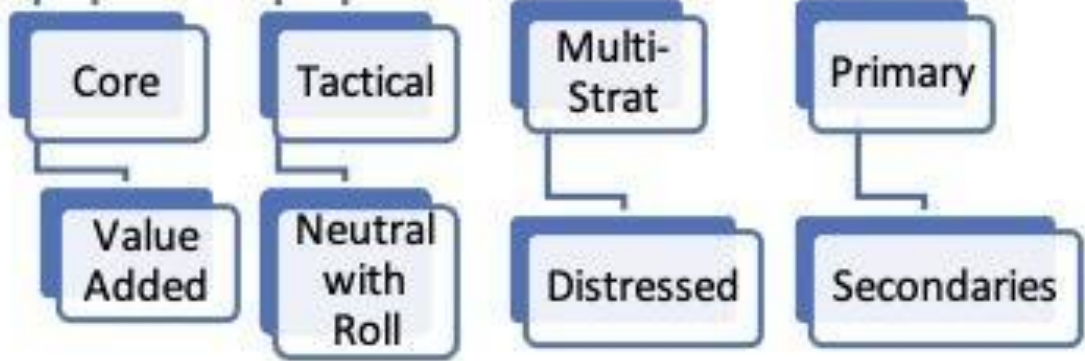 Core
Tactical
Multi-
Strat
Primary
Value
Added
Neutral
with
Roll
Distressed
Secondaries